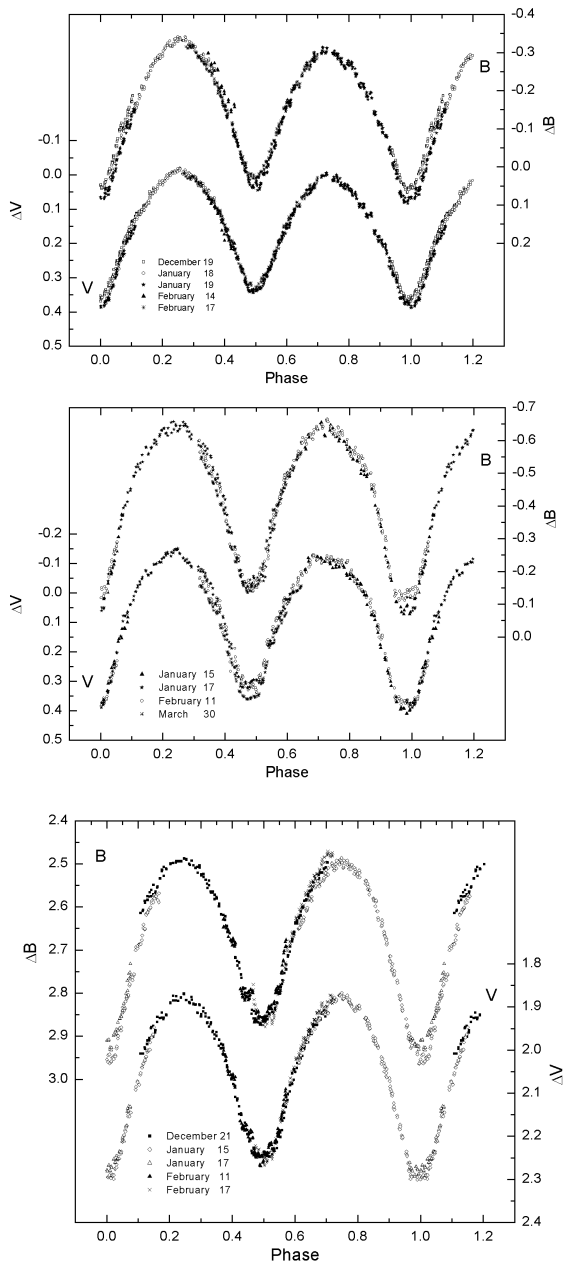 -0.4
-0.3
-0.2
-0.1
0.0
0.1
0.2
ΔB
B
-0.1
0.0
0.1
0.2
0.3
0.4
0.5
ΔV
V
December 19
January 18
January 19
February 14
February 17
0.0 0.2 0.4 0.6 0.8 1.0 1.2
Phase
-0.7
-0.6
-0.5
-0.4
-0.3
-0.2
-0.1
0.0
ΔB
B
-0.2
-0.1
0.0
0.1
0.2
0.3
0.4
0.5
ΔV
V
January 15
January 17
February 11
March 30
0.0 0.2 0.4 0.6 0.8 1.0 1.2
Phase
2.4
2.5
2.6
2.7
2.8
2.9
3.0
ΔB
B
1.8
1.9
2.0
2.1
2.2
2.3
2.4
ΔV
V
December 21
January 15
January 17
February 11
February 17
0.0 0.2 0.4 0.6 0.8 1.0 1.2
Phase